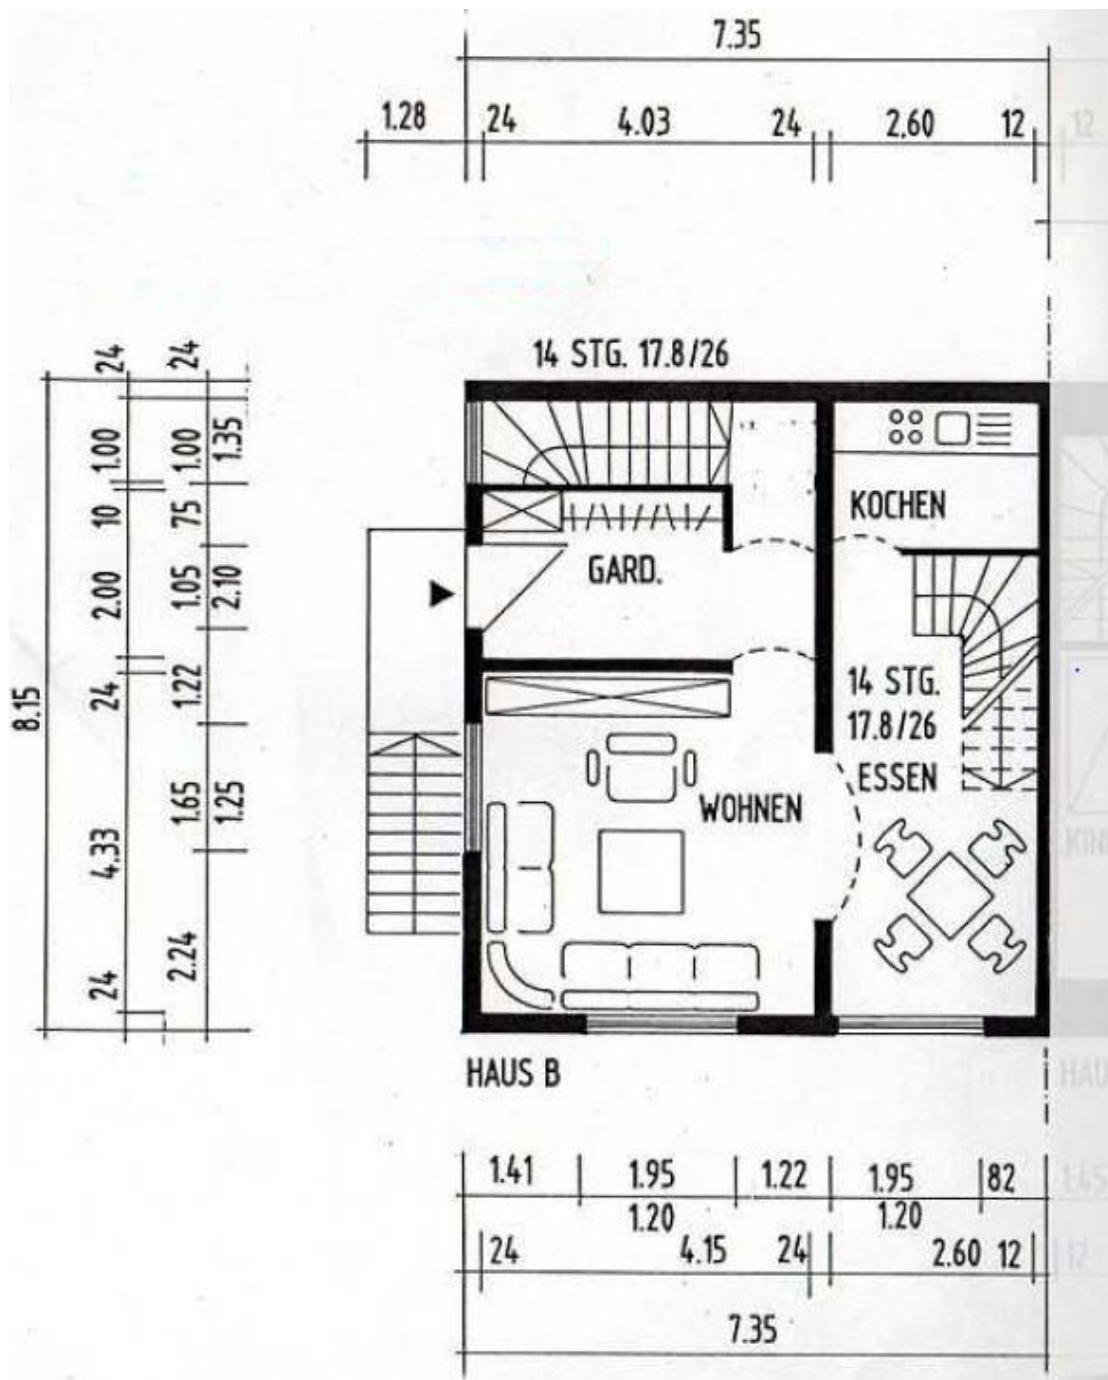 7.35
1.28 24 4.03 24 2.60 12 12
14 STG. 17.8/26
24 24
1.00 1.00 1.35
10 75
2.00 1.05 2.10
24 1.22
8.15
4.33 1.65 1.25
24 2.24
KOCHEN
GARD.
14 STG.
17.8/26
ESSEN
WOHNEN
KIN
HAUS B
HAU
1.41 1.95 1.22 1.95 82 1.45
1.20 1.20
24 4.15 24 2.60 12 12
7.35